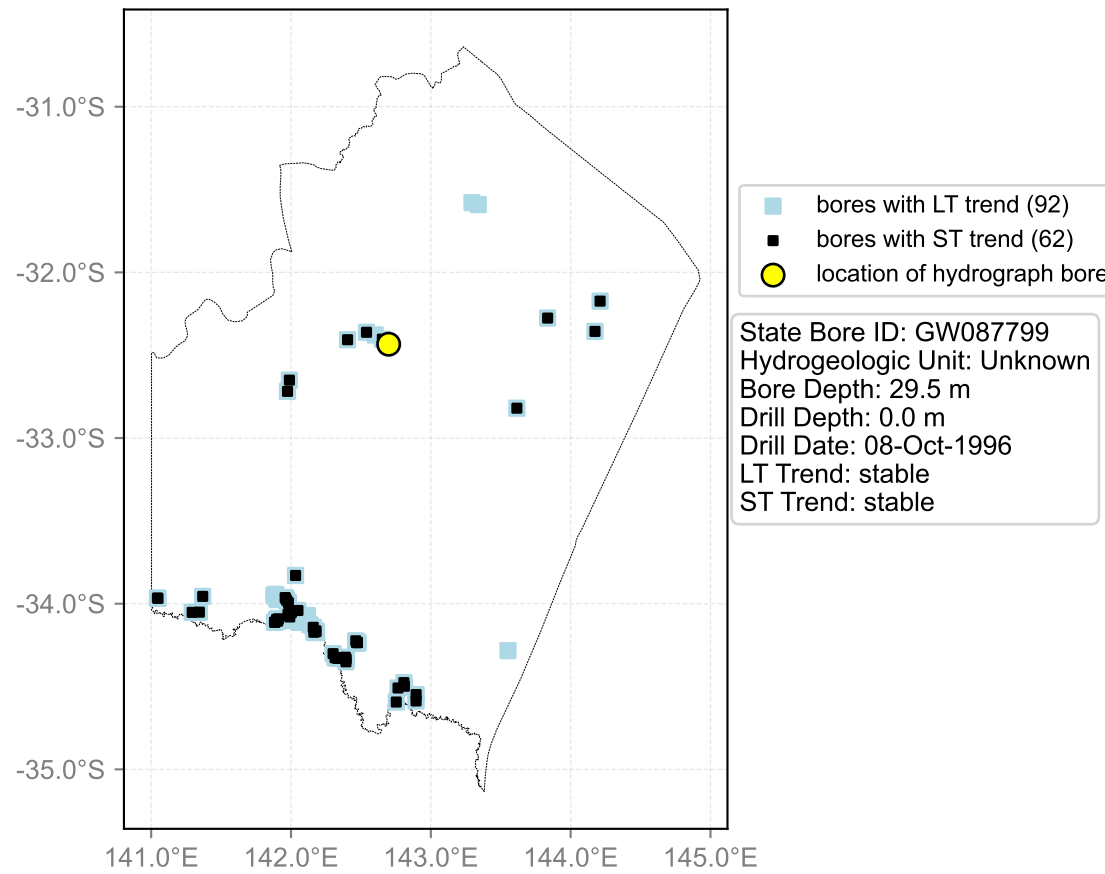 -31.0°S
-32.0°S
-33.0°S
-34.0°S
-35.0°S
141.0°E 142.0°E 143.0°E 144.0°E 145.0°E
bores with LT trend (92)
bores with ST trend (62)
location of hydrograph bore
State Bore ID: GW087799
Hydrogeologic Unit: Unknown
Bore Depth: 29.5 m
Drill Depth: 0.0 m
Drill Date: 08-Oct-1996
LT Trend: stable
ST Trend: stable